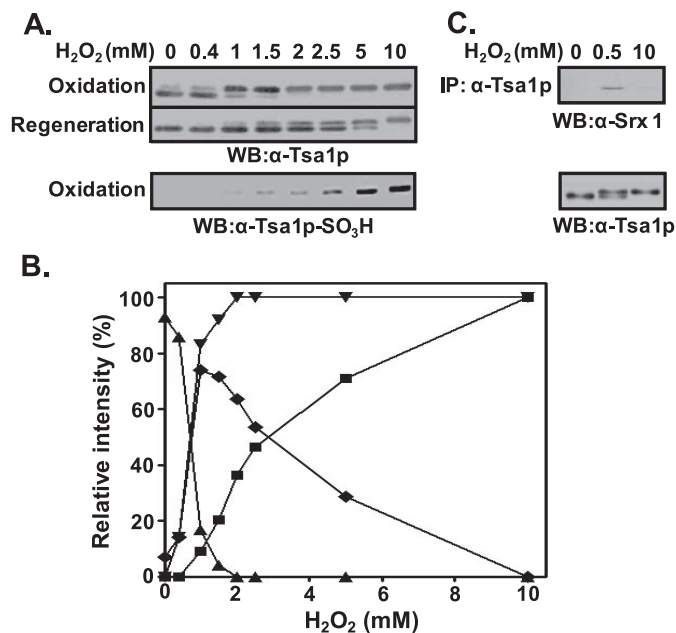 A.
H₂O₂ (mM) 0 0.4 1 1.5 2 2.5 5 10
Oxidation
Regeneration
WB:α-Tsa1p
Oxidation
WB:α-Tsa1p-SO₃H
C.
H₂O₂(mM) 0 0.5 10
IP: α-Tsa1p
WB:α-Srx 1
WB:α-Tsa1p
B.
Relative intensity (%)
100
80
60
40
20
0
0 2 4 6 8 10
H₂O₂ (mM)